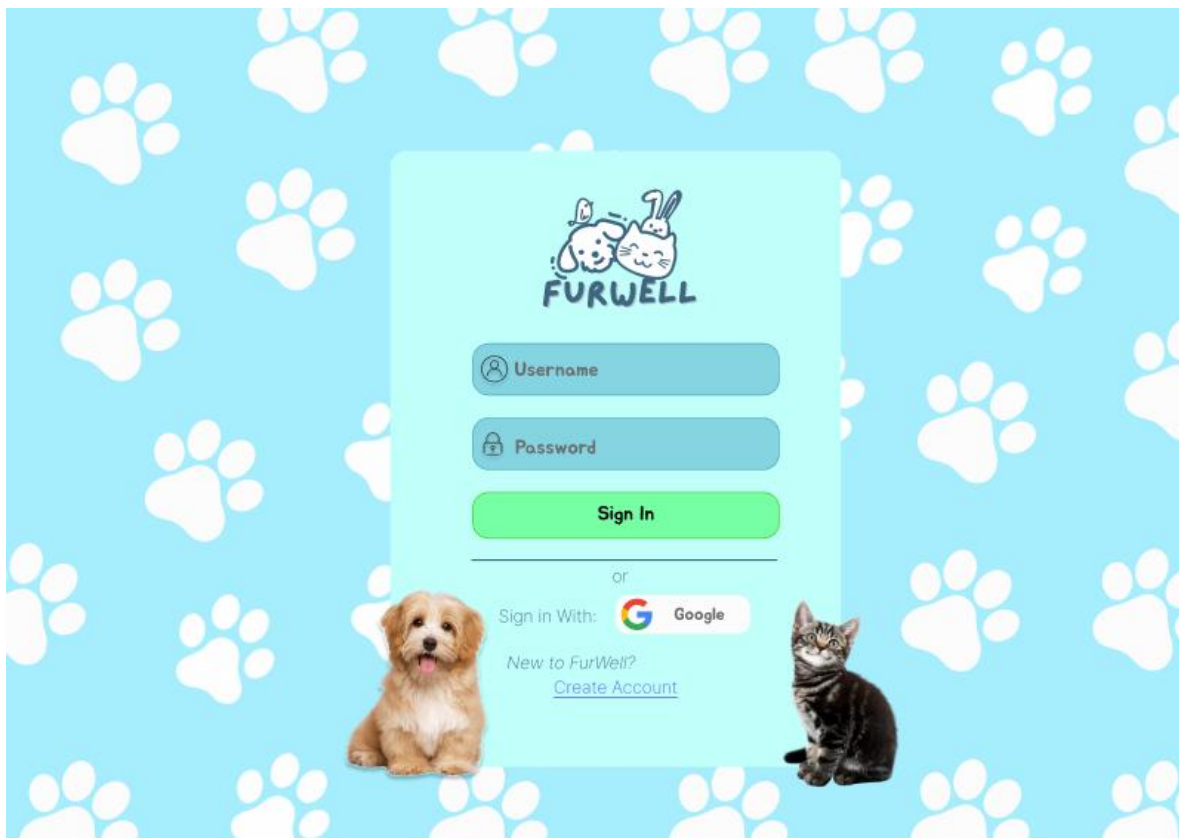 FURWELL
Username
Password
Sign In
or
Sign in With: Google
New to FurWell?
Create Account